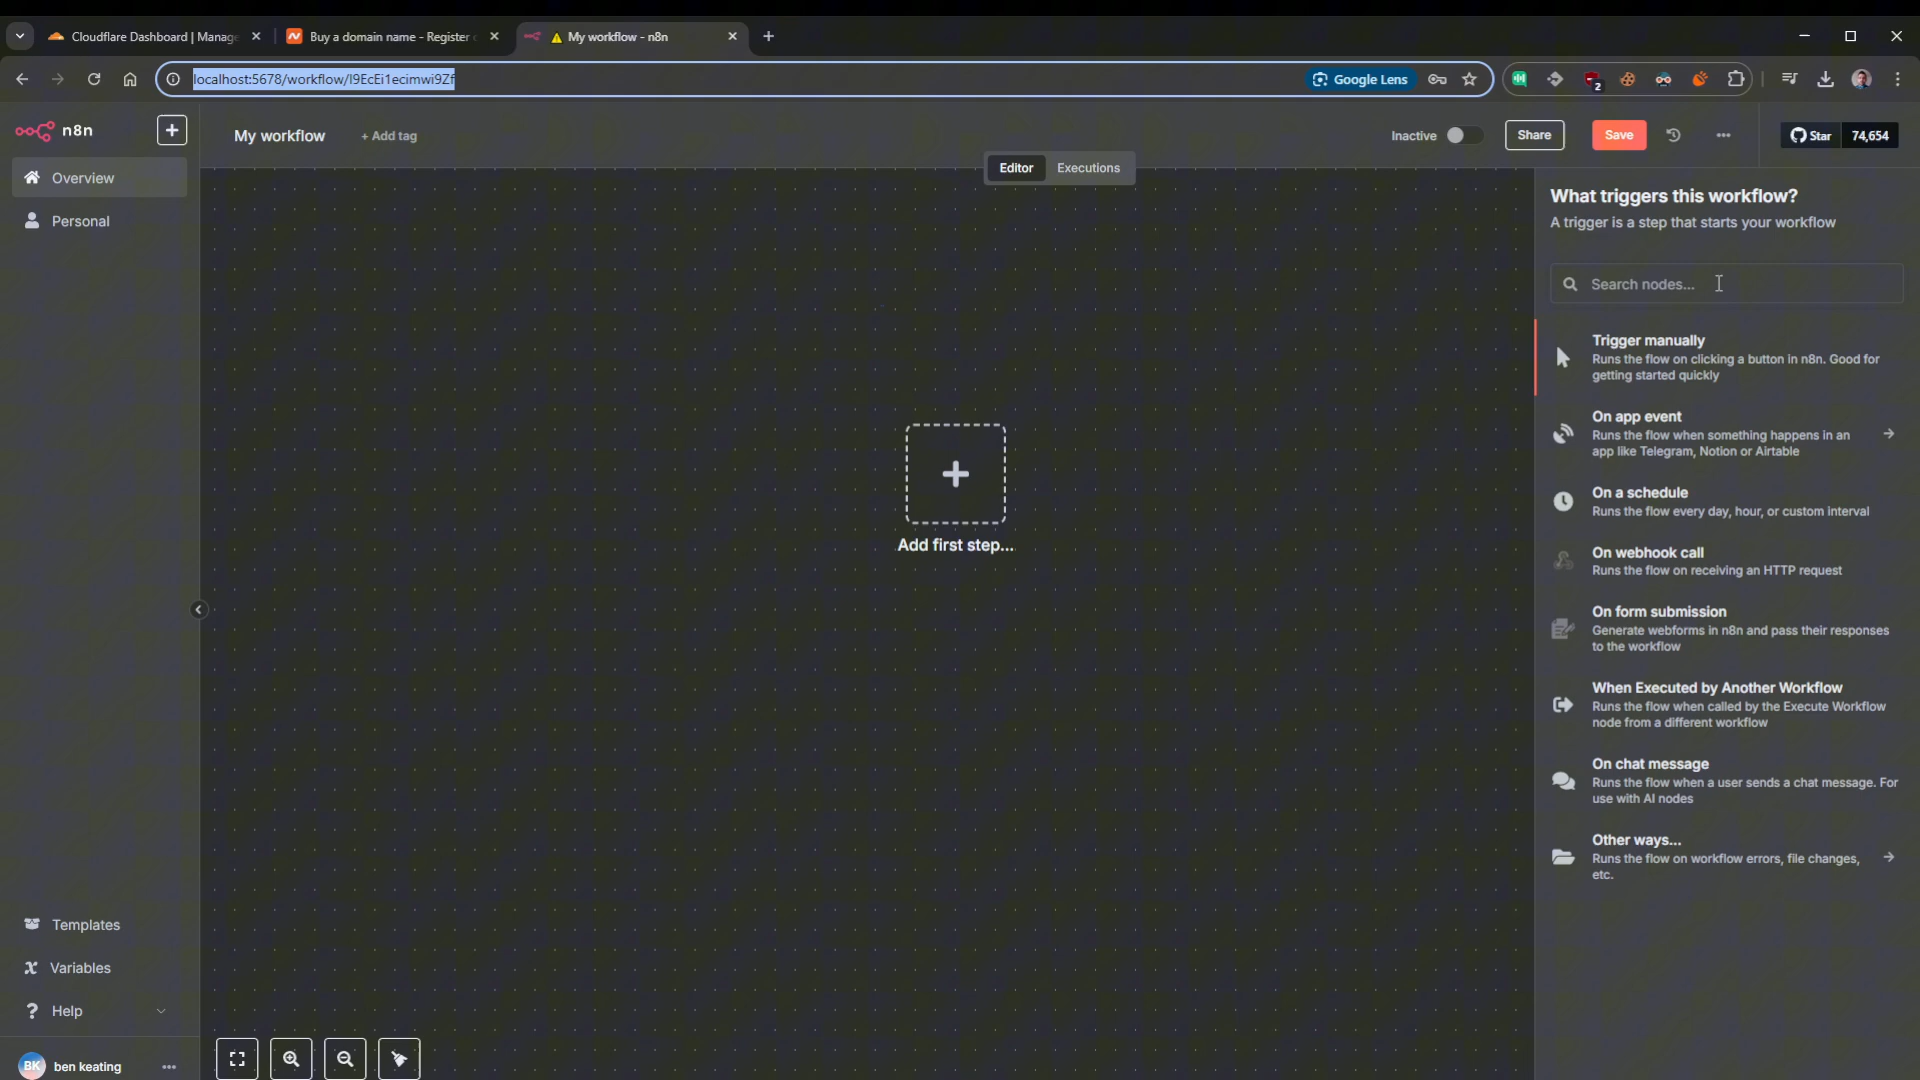 Cloudflare Dashboard | Manage
Buy a domain name - Register
My workflow - n8n
localhost:5678/workflow/I9EcEi1ecimwi9Zf
Google Lens
2
n8n
My workflow
+ Add tag
Inactive
Share
Save
Star
74,654
Editor
Executions
Overview
Personal
What triggers this workflow?
A trigger is a step that starts your workflow
Search nodes...
Trigger manually
Runs the flow on clicking a button in n8n. Good for
getting started quickly
On app event
Runs the flow when something happens in an
app like Telegram, Notion or Airtable
On a schedule
Runs the flow every day, hour, or custom interval
On webhook call
Runs the flow on receiving an HTTP request
On form submission
Generate webforms in n8n and pass their responses
to the workflow
When Executed by Another Workflow
Runs the flow when called by the Execute Workflow
node from a different workflow
On chat message
Runs the flow when a user sends a chat message. For
use with AI nodes
Other ways...
Runs the flow on workflow errors, file changes,
etc.
Add first step...
Templates
Variables
Help
BK
ben keating